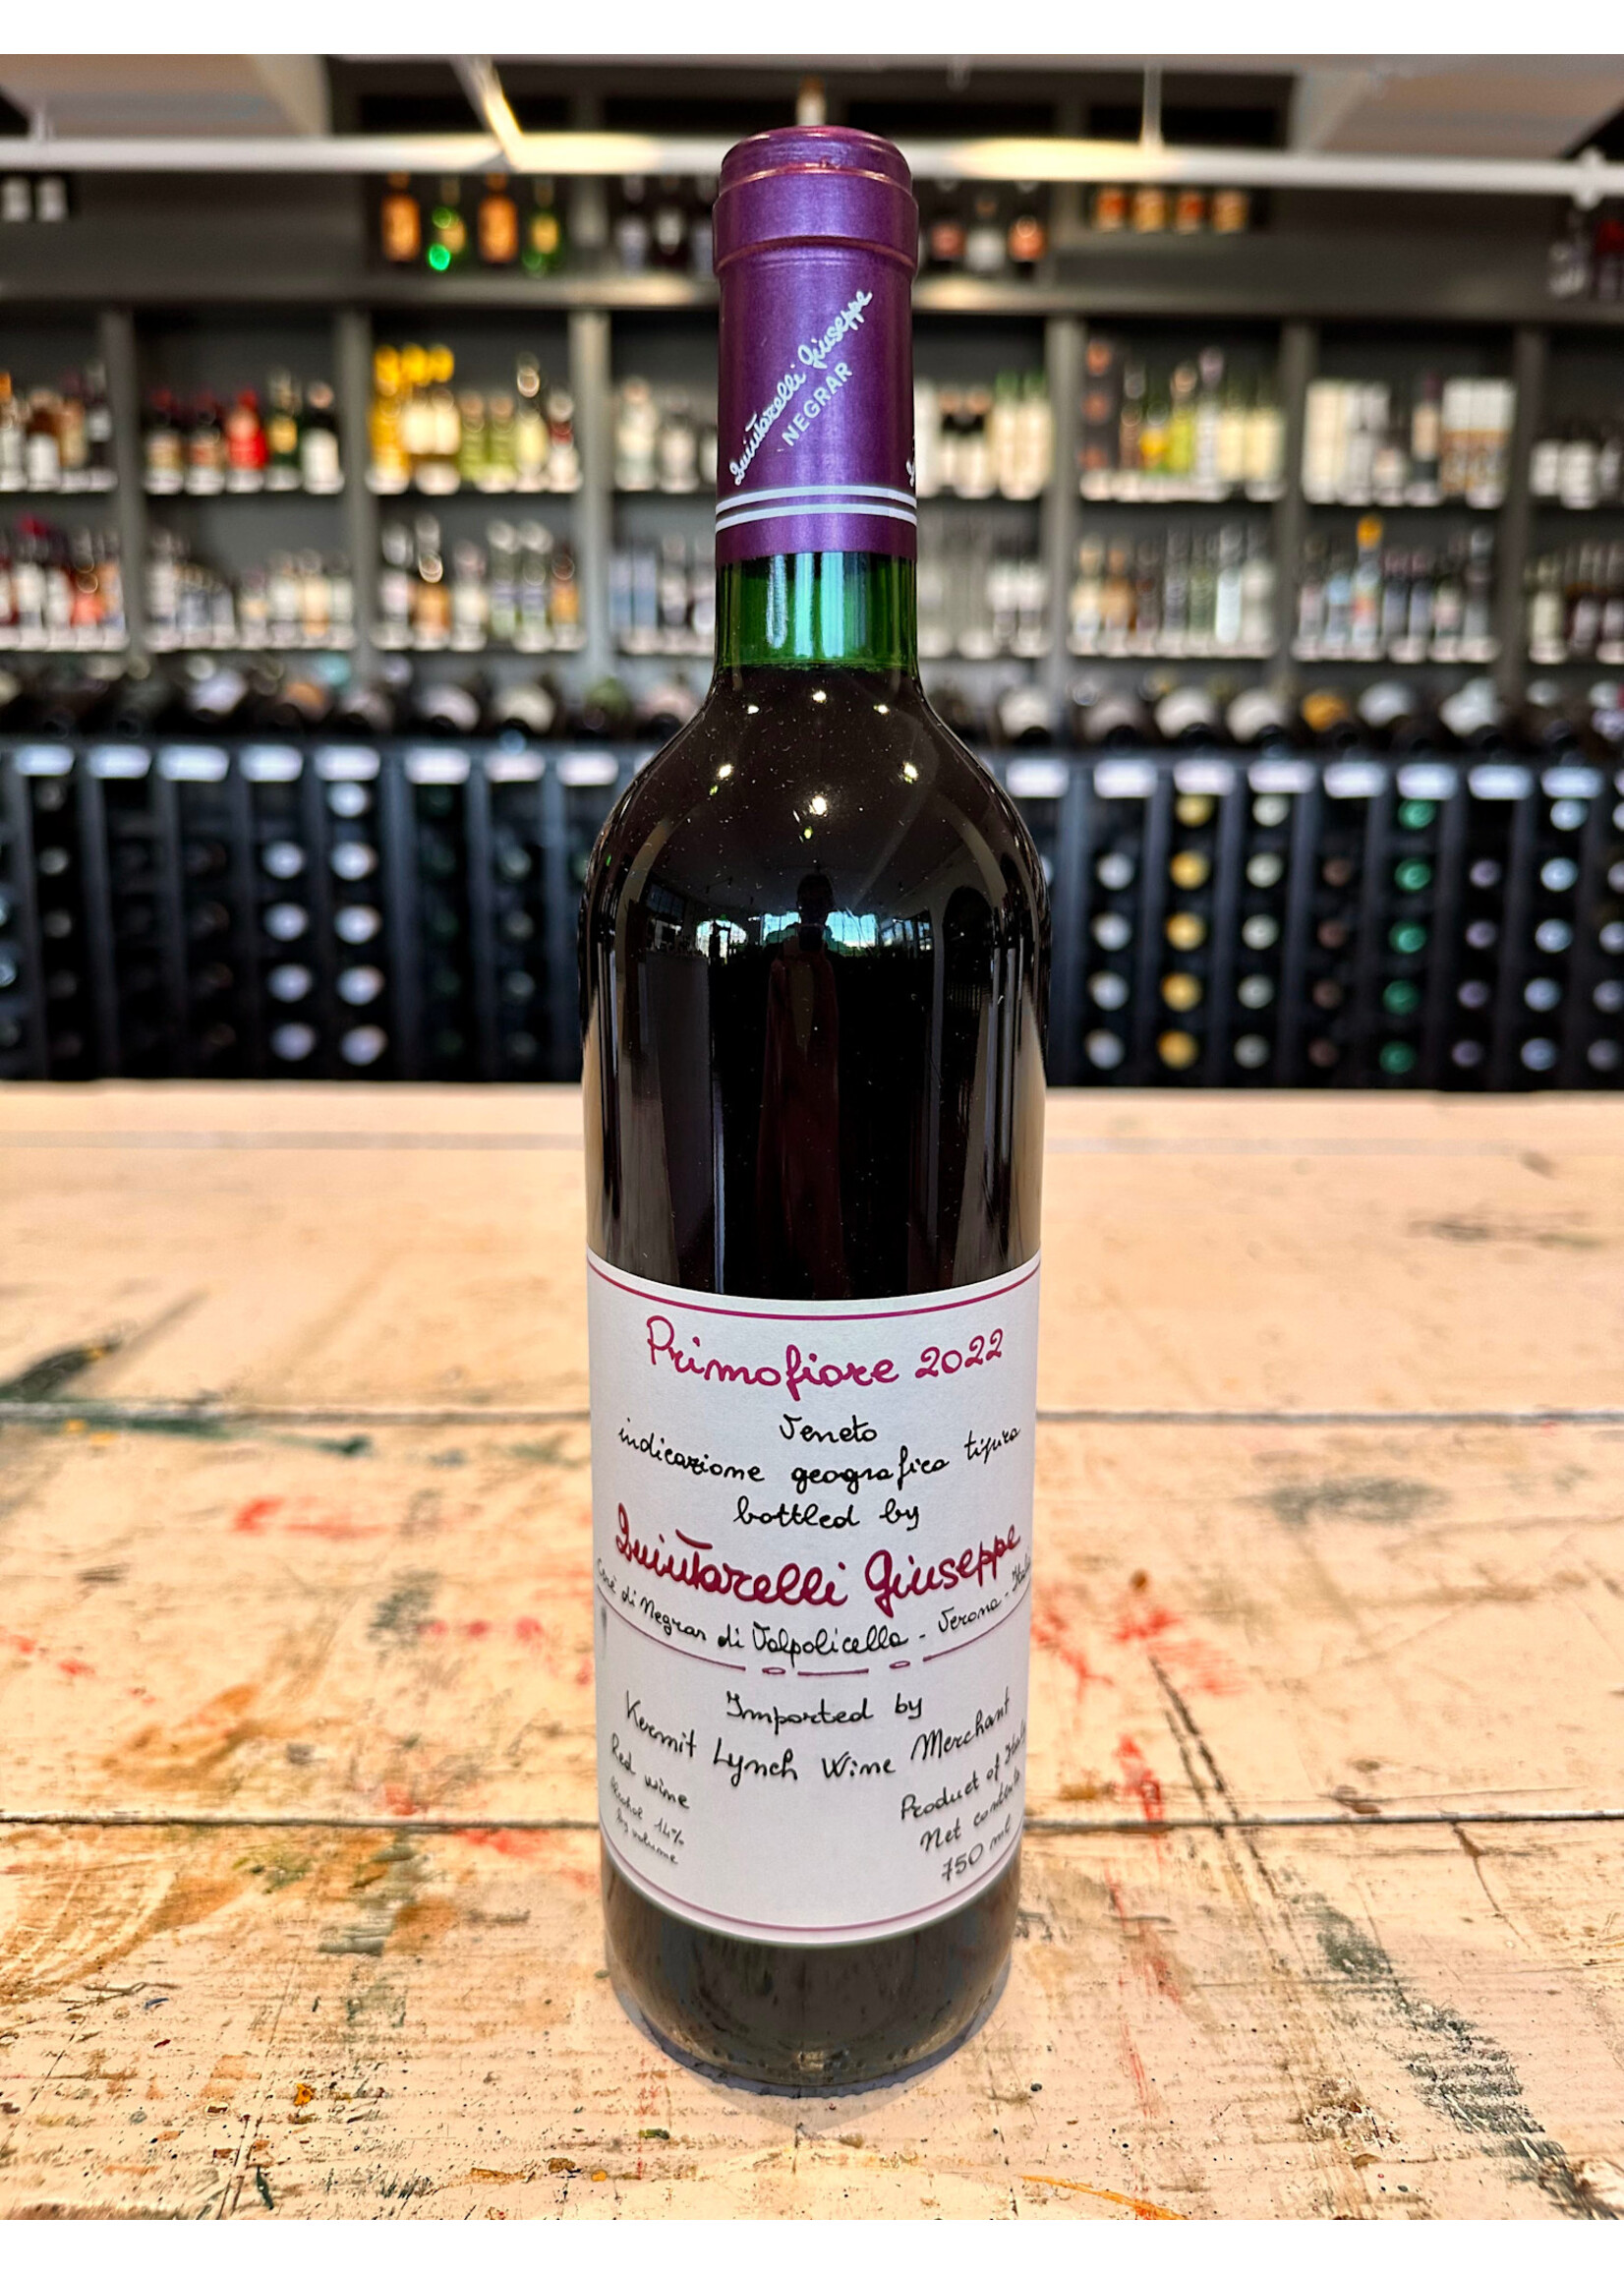 Quintarelli Giuseppe
NEGRAR
Primofiore 2022
Veneto
indicazione geografica tipica
bottled by
Quintarelli Giuseppe
Cerè di Negrar di Valpolicella - Verona - Italia
Imported by
Kermit Lynch Wine Merchant
Red wine
Alcohol 14%
by volume
Product of Italy
Net contents
750 ml